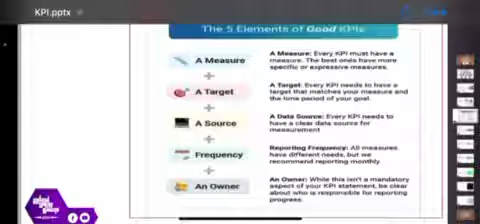 KPI.pptx
The 5 Elements of Good KPIs
A Measure
A Measure: Every KPI must have a
measure. The best ones have more
specific or expressive measures.
+
A Target
A Target: Every KPI needs to have a
target that matches your measure and
the time period of your goal.
+
A Source
A Data Source: Every KPI needs to
have a clear data source for
measurement
+
Frequency
Reporting Frequency: All measures
have different needs, but we
recommend reporting monthly
+
An Owner
An Owner: While this isn't a mandatory
aspect of your KPI statement, be clear
about who is responsible for reporting
progress.